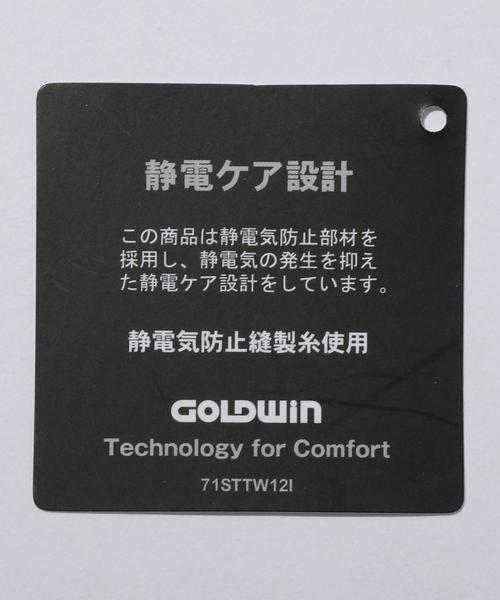 静電ケア設計
この商品は静電気防止部材を
採用し、静電気の発生を抑え
た静電ケア設計をしています。
静電気防止縫製糸使用
GOLDWIN
Technology for Comfort
71STTW12I